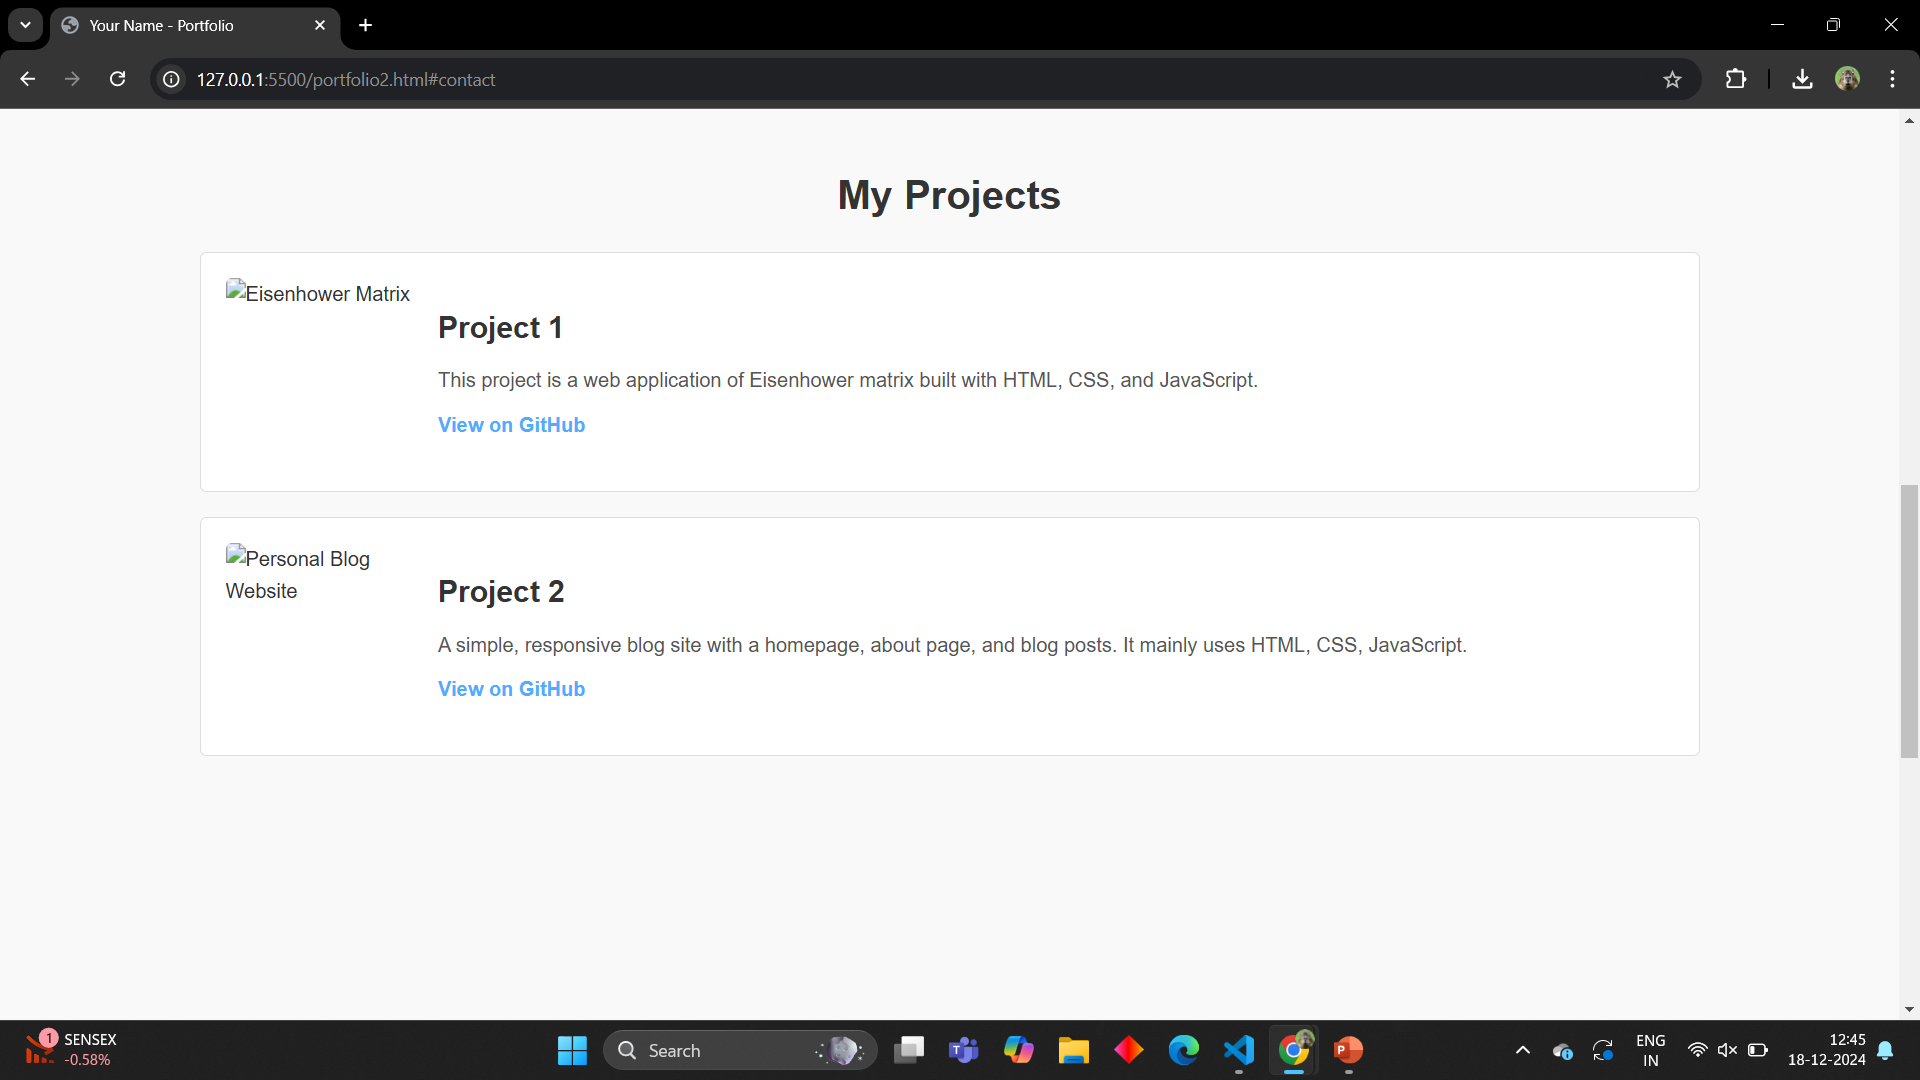 Your Name - Portfolio
127.0.0.1:5500/portfolio2.html#contact
My Projects
Eisenhower Matrix
Project 1
This project is a web application of Eisenhower matrix built with HTML, CSS, and JavaScript.
View on GitHub
Personal Blog
Website
Project 2
A simple, responsive blog site with a homepage, about page, and blog posts. It mainly uses HTML, CSS, JavaScript.
View on GitHub
1
SENSEX
-0.58%
Search
T
P
ENG
IN
12:45
18-12-2024